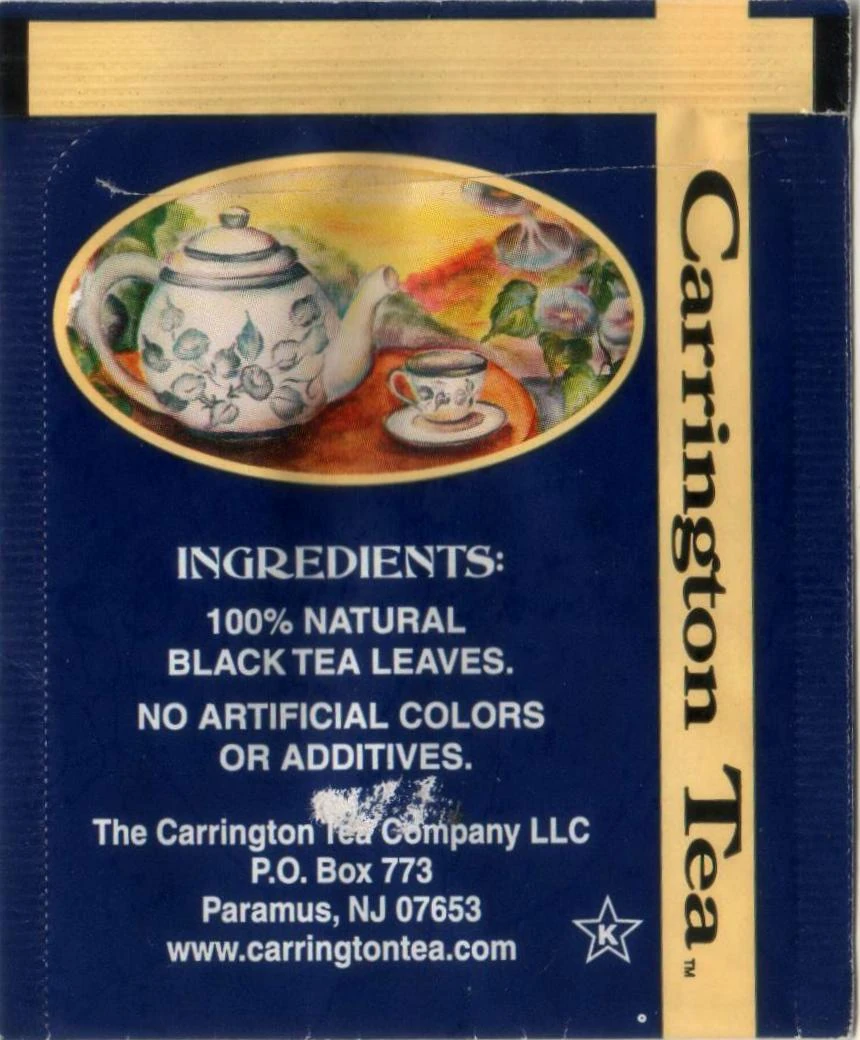 INGREDIENTS:
100% NATURAL
BLACK TEA LEAVES.
NO ARTIFICIAL COLORS
OR ADDITIVES.
The Carrington Tea Company LLC
P.O. Box 773
Paramus, NJ 07653
www.carringtontea.com
K
Carrington Tea™